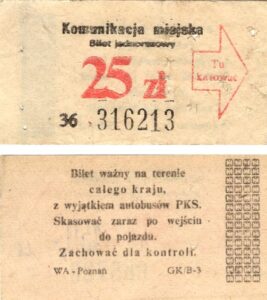 Komunikacja miejska
Bilet jednorazowy
25 zł
Tu
kasować
36 316213
Bilet ważny na terenie
całego kraju,
z wyjątkiem autobusów PKS.
Skasować zaraz po wejściu
do pojazdu.
Zachować dla kontroli.
WA - Poznań GK/B-3